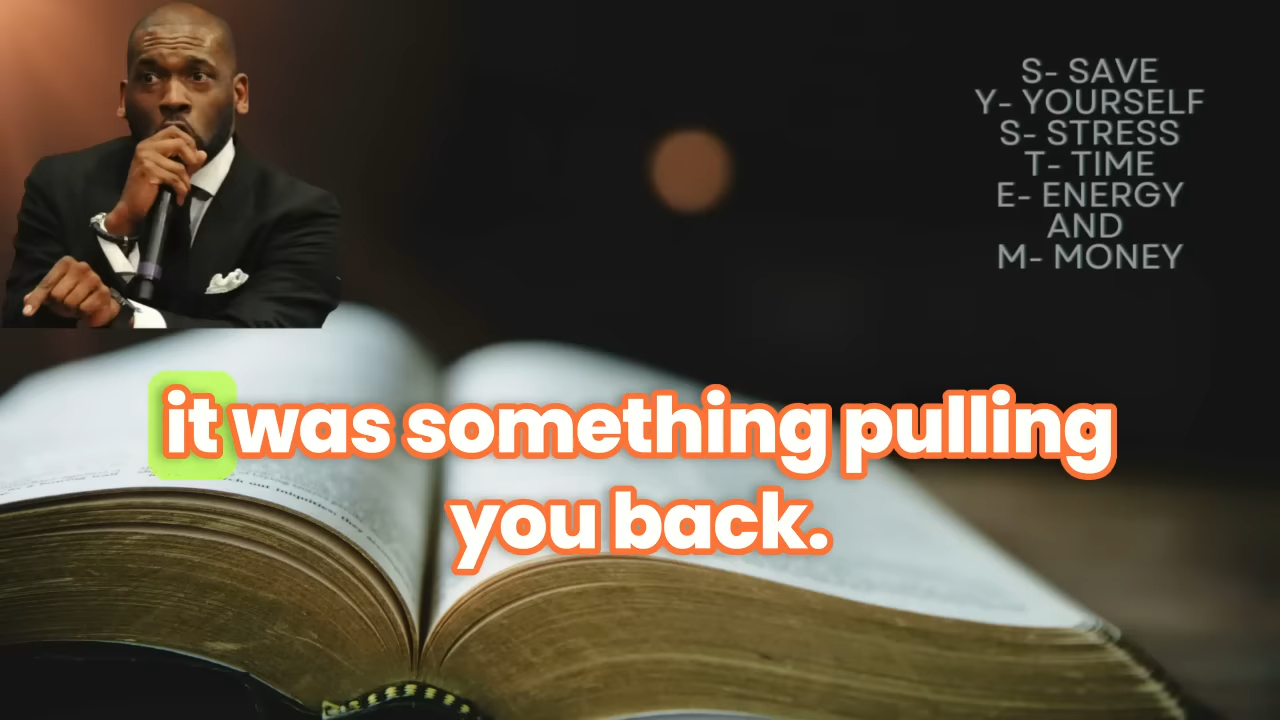 S- SAVE
Y- YOURSELF
S- STRESS
T- TIME
E- ENERGY
AND
M- MONEY
it was something pulling
you back.